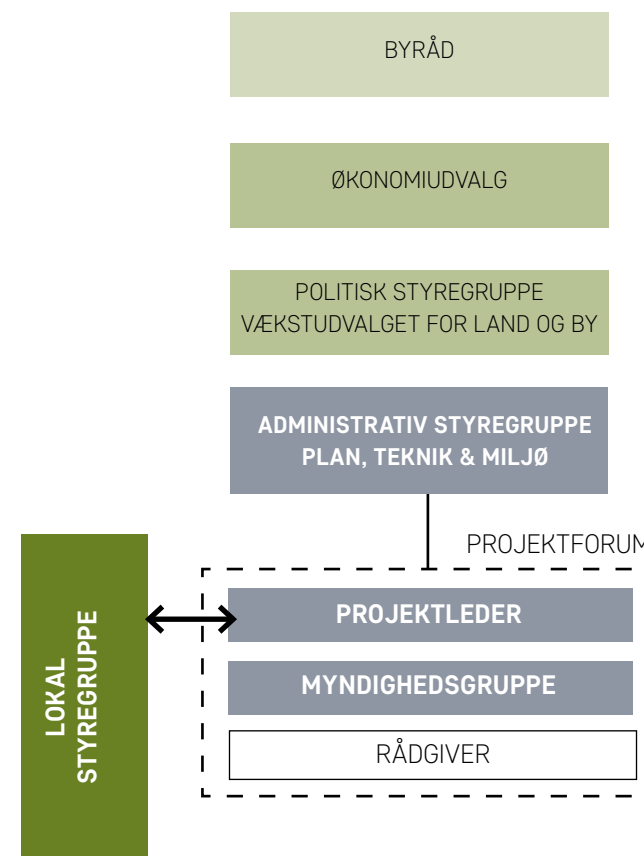 BYRÅD
ØKONOMIUDVALG
POLITISK STYREGRUPPE
VÆKSTUDVALGET FOR LAND OG BY
ADMINISTRATIV STYREGRUPPE
PLAN, TEKNIK & MILJØ
PROJEKTFORUM
PROJEKTLEDER
MYNDIGHEDSGRUPPE
RÅDGIVER
LOKAL
STYREGRUPPE